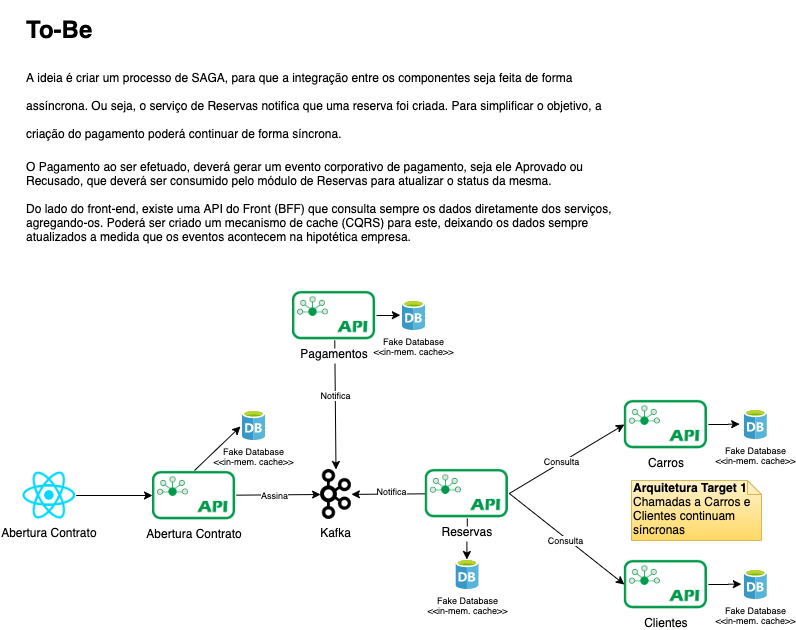 To-Be
A ideia é criar um processo de SAGA, para que a integração entre os componentes seja feita de forma
assíncrona. Ou seja, o serviço de Reservas notifica que uma reserva foi criada. Para simplificar o objetivo, a
criação do pagamento poderá continuar de forma síncrona.
O Pagamento ao ser efetuado, deverá gerar um evento corporativo de pagamento, seja ele Aprovado ou
Recusado, que deverá ser consumido pelo módulo de Reservas para atualizar o status da mesma.
Do lado do front-end, existe uma API do Front (BFF) que consulta sempre os dados diretamente dos serviços,
agregando-os. Poderá ser criado um mecanismo de cache (CQRS) para este, deixando os dados sempre
atualizados a medida que os eventos acontecem na hipotética empresa.
API
DB
Pagamentos
Fake Database
<<in-mem. cache>>
Notifica
DB
Fake Database
<<in-mem. cache>>
Abertura Contrato
API
Abertura Contrato
Assina
Kafka
Notifica
API
Reservas
DB
Fake Database
<<in-mem. cache>>
Consulta
API
Carros
DB
Fake Database
<<in-mem. cache>>
Arquitetura Target 1
Chamadas a Carros e
Clientes continuam
síncronas
Consulta
API
Clientes
DB
Fake Database
<<in-mem. cache>>